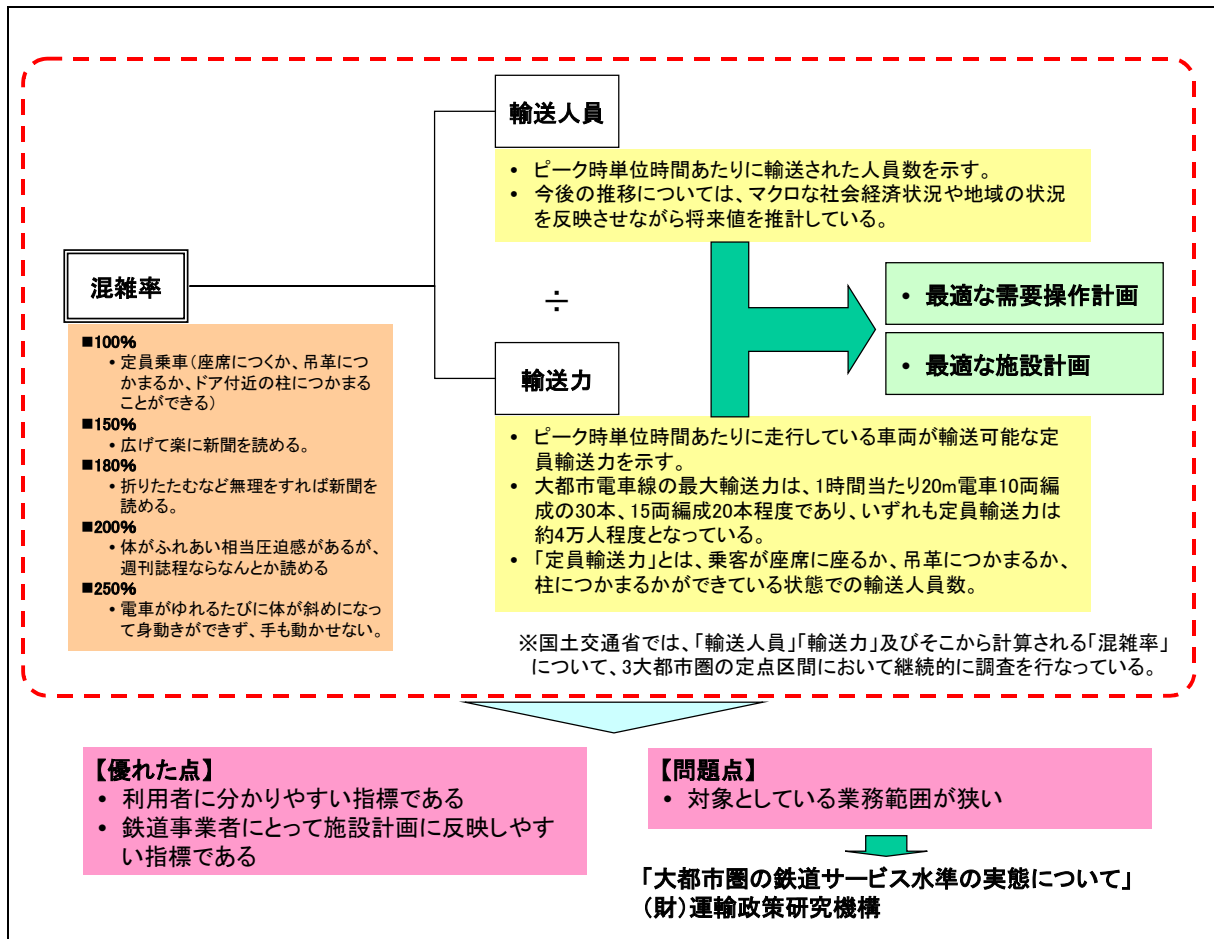 輸送人員
• ピーク時単位時間あたりに輸送された人員数を示す。
• 今後の推移については、マクロな社会経済状況や地域の状況
を反映させながら将来値を推計している。
混雑率
■100%
• 定員乗車(座席につくか、吊革につ
かまるか、ドア付近の柱につかまる
ことができる)
■150%
• 広げて楽に新聞を読める。
■180%
• 折りたたむなど無理をすれば新聞を
読める。
■200%
• 体がふれあい相当圧迫感があるが、
週刊誌程ならなんとか読める
■250%
• 電車がゆれるたびに体が斜めになっ
て身動きができず、手も動かせない。
÷
• 最適な需要操作計画
• 最適な施設計画
輸送力
• ピーク時単位時間あたりに走行している車両が輸送可能な定
員輸送力を示す。
• 大都市電車線の最大輸送力は、1時間当たり20m電車10両編
成の30本、15両編成20本程度であり、いずれも定員輸送力は
約4万人程度となっている。
• 「定員輸送力」とは、乗客が座席に座るか、吊革につかまるか、
柱につかまるかができている状態での輸送人員数。
※国土交通省では、「輸送人員」「輸送力」及びそこから計算される「混雑率」
について、3大都市圏の定点区間において継続的に調査を行なっている。
【優れた点】
• 利用者に分かりやすい指標である
• 鉄道事業者にとって施設計画に反映しやす
い指標である
【問題点】
• 対象としている業務範囲が狭い
「大都市圏の鉄道サービス水準の実態について」
(財)運輸政策研究機構